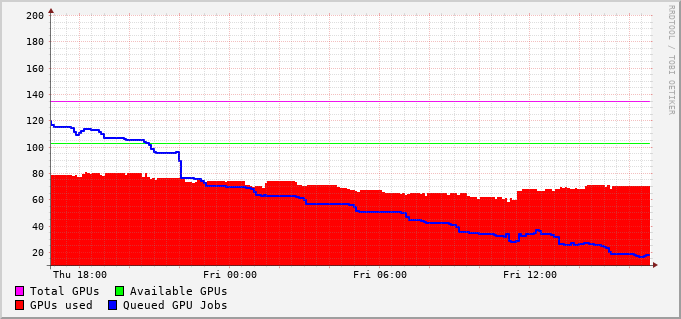 RRDTOOL / TOBI OETIKER
200
180
160
140
120
100
80
60
40
20
Thu 18:00 Fri 00:00 Fri 06:00 Fri 12:00
Total GPUs Available GPUs
GPUs used Queued GPU Jobs